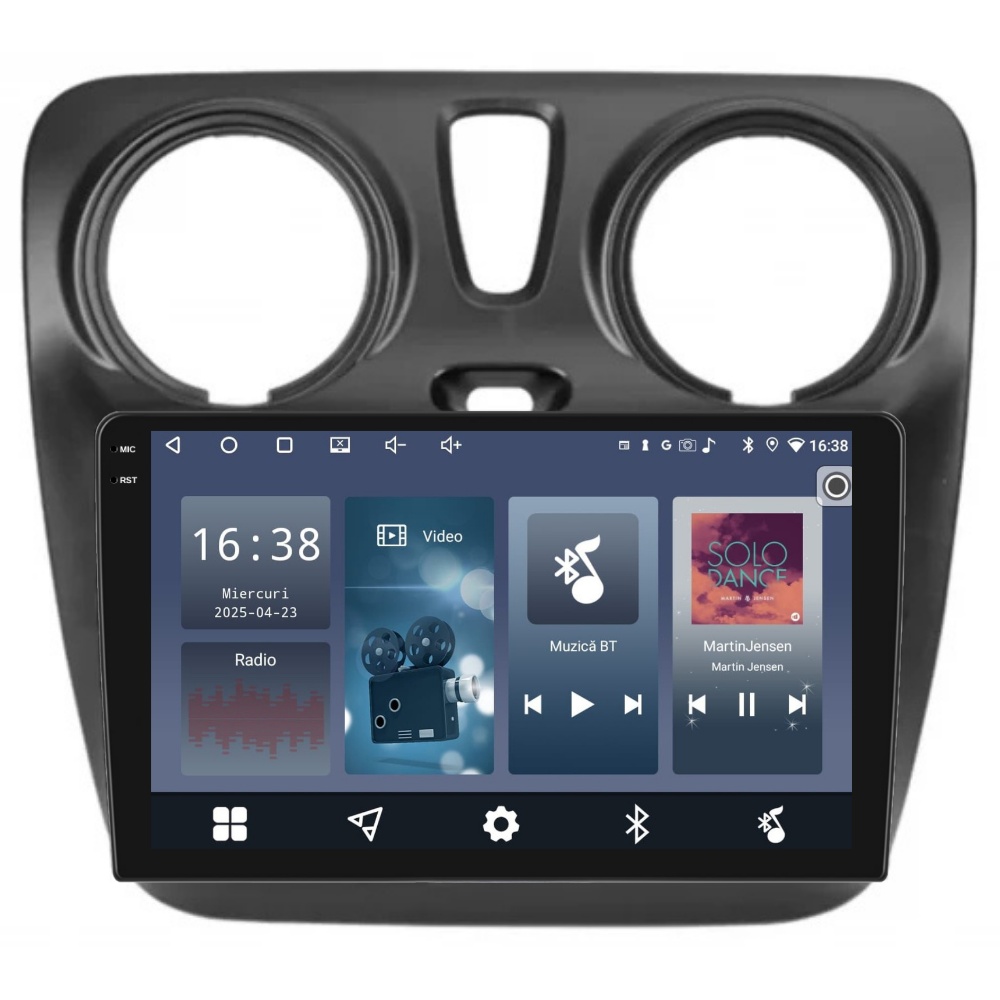 MIC
RST
16:38
16:38
Miercuri
2025-04-23
Radio
Video
Muzică BT
SOLO
DANCE
MARTIN JENSEN
MartinJensen
Martin Jensen